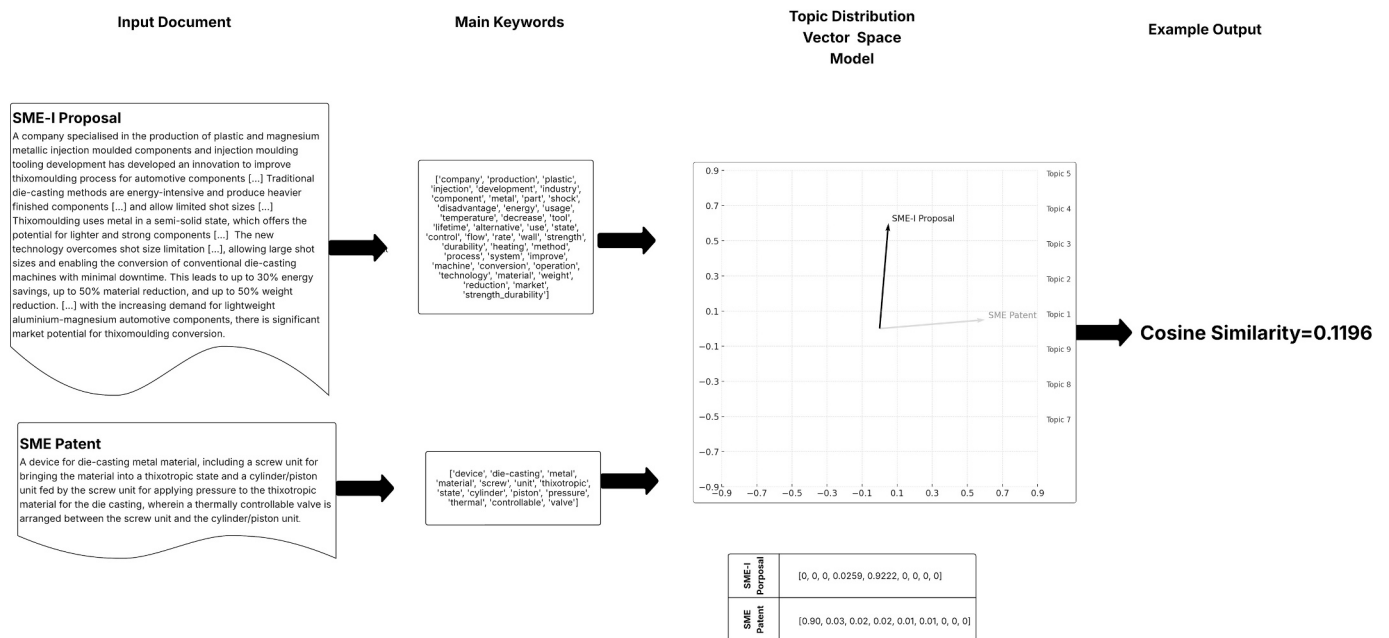 Input Document
Main Keywords
Topic Distribution
Vector Space
Model
Example Output
SME-I Proposal
A company specialised in the production of plastic and magnesium
metallic injection moulded components and injection moulding
tooling development has developed an innovation to improve
thixomoulding process for automotive components [...] Traditional
die-casting methods are energy-intensive and produce heavier
finished components [...] and allow limited shot sizes [...]
Thixomoulding uses metal in a semi-solid state, which offers the
potential for lighter and strong components [...] The new
technology overcomes shot size limitation [...], allowing large shot
sizes and enabling the conversion of conventional die-casting
machines with minimal downtime. This leads to up to 30% energy
savings, up to 50% material reduction, and up to 50% weight
reduction. [...] with the increasing demand for lightweight
aluminium-magnesium automotive components, there is significant
market potential for thixomoulding conversion.
['company', 'production', 'plastic',
'injection', 'development', 'industry',
'component', 'metal', 'part', 'shock',
'disadvantage', 'energy', 'usage',
'temperature', 'decrease', 'tool',
'lifetime', 'alternative', 'use', 'state',
'control', 'flow', 'rate', 'wall', 'strength',
'durability', 'heating', 'method',
'process', 'system', 'improve',
'machine', 'conversion', 'operation',
'technology', 'material', 'weight',
'reduction', 'market',
'strength_durability']
0.9
0.7
0.5
0.3
0.1
−0.1
−0.3
−0.5
−0.7
−0.9
−0.9 −0.7 −0.5 −0.3 −0.1 0.1 0.3 0.5 0.7 0.9
SME-I Proposal
SME Patent
Topic 5
Topic 4
Topic 3
Topic 2
Topic 1
Topic 9
Topic 8
Topic 7
Cosine Similarity=0.1196
SME Patent
A device for die-casting metal material, including a screw unit for
bringing the material into a thixotropic state and a cylinder/piston
unit fed by the screw unit for applying pressure to the thixotropic
material for the die casting, wherein a thermally controllable valve is
arranged between the screw unit and the cylinder/piston unit.
['device', 'die-casting', 'metal',
'material', 'screw', 'unit', 'thixotropic',
'state', 'cylinder', 'piston', 'pressure',
'thermal', 'controllable', 'valve']
SME-I
Porposal
[0, 0, 0, 0.0259, 0.9222, 0, 0, 0, 0]
SME
Patent
[0.90, 0.03, 0.02, 0.02, 0.01, 0.01, 0, 0, 0]